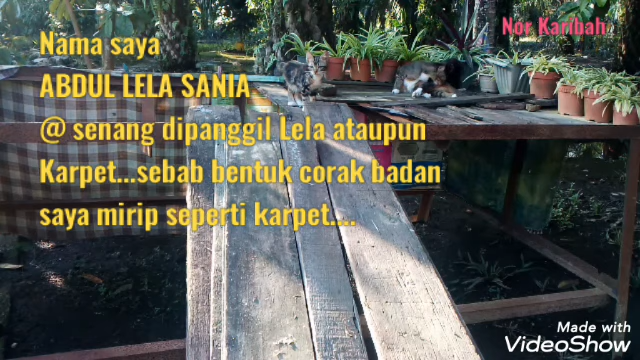 Nor Karibah
Nama saya
ABDUL LELA SANIA
@ senang dipanggil Lela ataupun
Karpet...sebab bentuk corak badan
saya mirip seperti karpet....
Made with
VideoShow